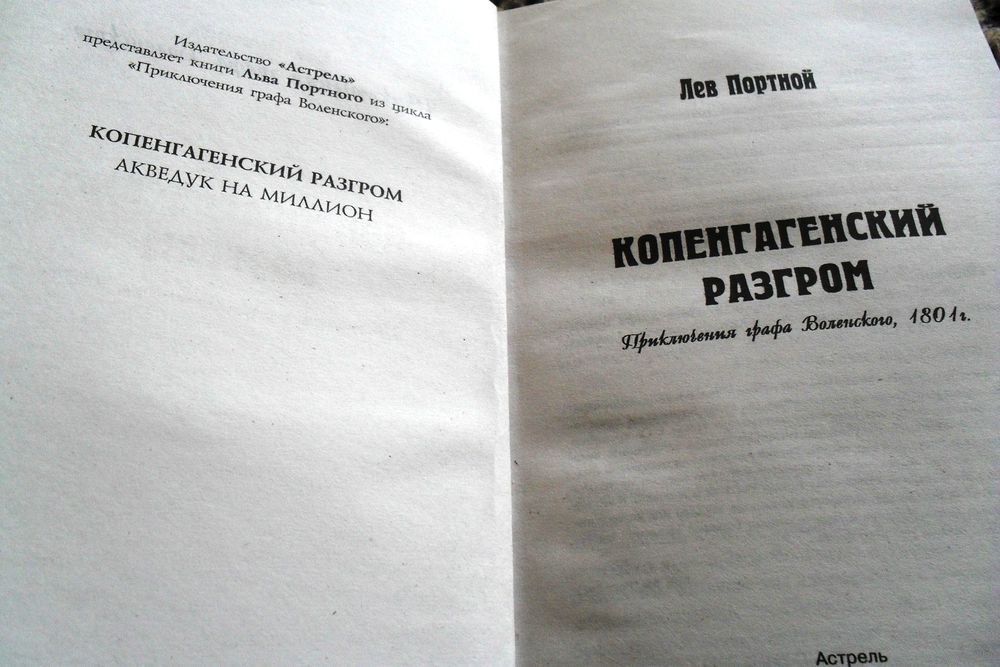 Издательство «Астрель»
представляет книги Льва Портного из цикла
«Приключения графа Воленского»:
КОПЕНГАГЕНСКИЙ РАЗГРОМ
АКВЕДУК НА МИЛЛИОН
Лев Портной
КОПЕНГАГЕНСКИЙ
РАЗГРОМ
Приключения графа Воленского, 1801г.
Астрель